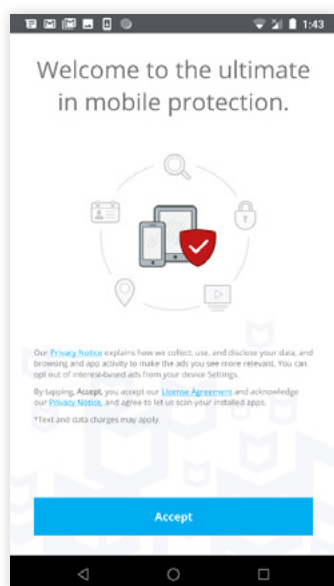 1:43
Welcome to the ultimate
in mobile protection.
Our Privacy Notice explains how we collect, use, and disclose your data, and
browsing and app activity to make the ads you see more relevant. You can
opt out of interest-based ads from your device Settings.
By tapping, Accept, you accept our License Agreement and acknowledge
our Privacy Notice, and agree to let us scan your installed apps.
*Text and data charges may apply.
Accept